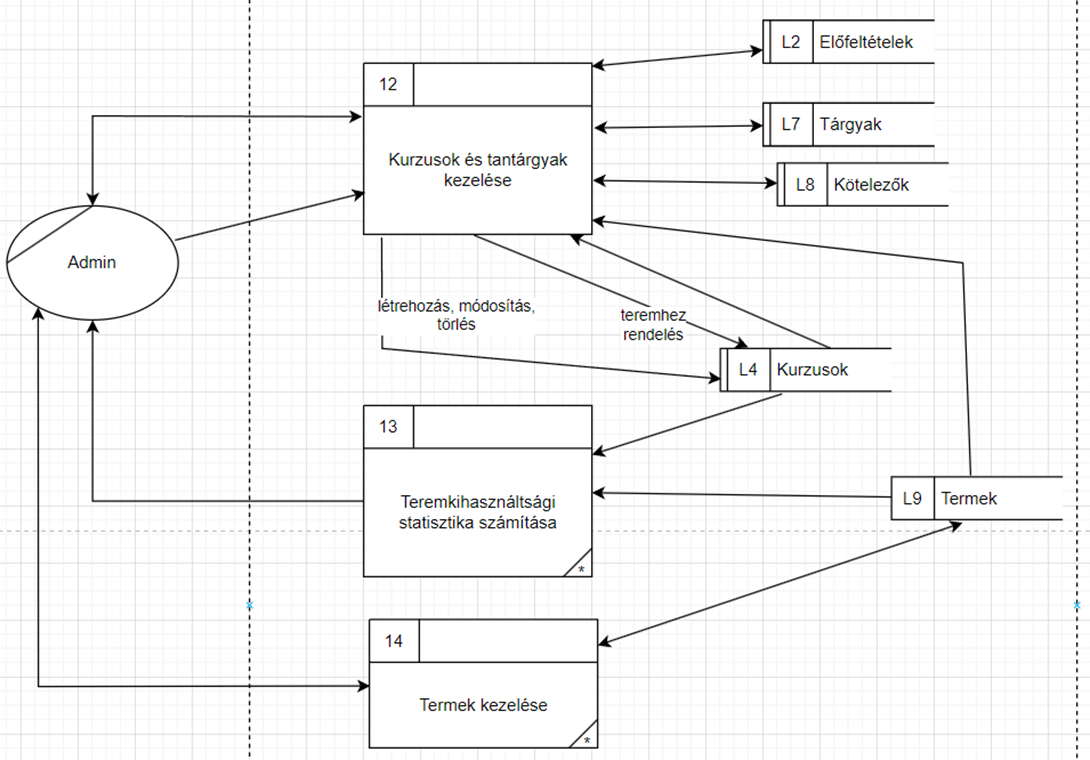 L2 Előfeltételek
12
L7 Tárgyak
Kurzusok és tantárgyak
kezelése
L8 Kötelezők
Admin
létrehozás, módosítás,
törlés
teremhez
rendelés
L4 Kurzusok
13
Teremkihasználtsági
statisztika számítása
*
L9 Termek
14
Termek kezelése
*